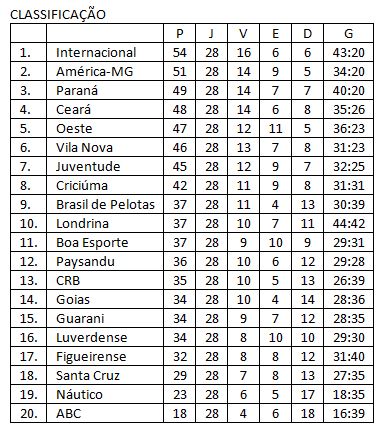 CLASSIFICAÇÃO
P J V E D G
1. Internacional 54 28 16 6 6 43:20
2. América-MG 51 28 14 9 5 34:20
3. Paraná 49 28 14 7 7 40:20
4. Ceará 48 28 14 6 8 35:26
5. Oeste 47 28 12 11 5 36:23
6. Vila Nova 46 28 13 7 8 31:23
7. Juventude 45 28 12 9 7 32:25
8. Criciúma 42 28 11 9 8 31:31
9. Brasil de Pelotas 37 28 11 4 13 30:39
10. Londrina 37 28 10 7 11 44:42
11. Boa Esporte 37 28 9 10 9 29:31
12. Paysandu 36 28 10 6 12 29:28
13. CRB 35 28 10 5 13 26:39
14. Goias 34 28 10 4 14 28:36
15. Guarani 34 28 9 7 12 28:35
16. Luverdense 34 28 8 10 10 29:30
17. Figueirense 32 28 8 8 12 31:40
18. Santa Cruz 29 28 7 8 13 27:35
19. Náutico 23 28 6 5 17 18:35
20. ABC 18 28 4 6 18 16:39